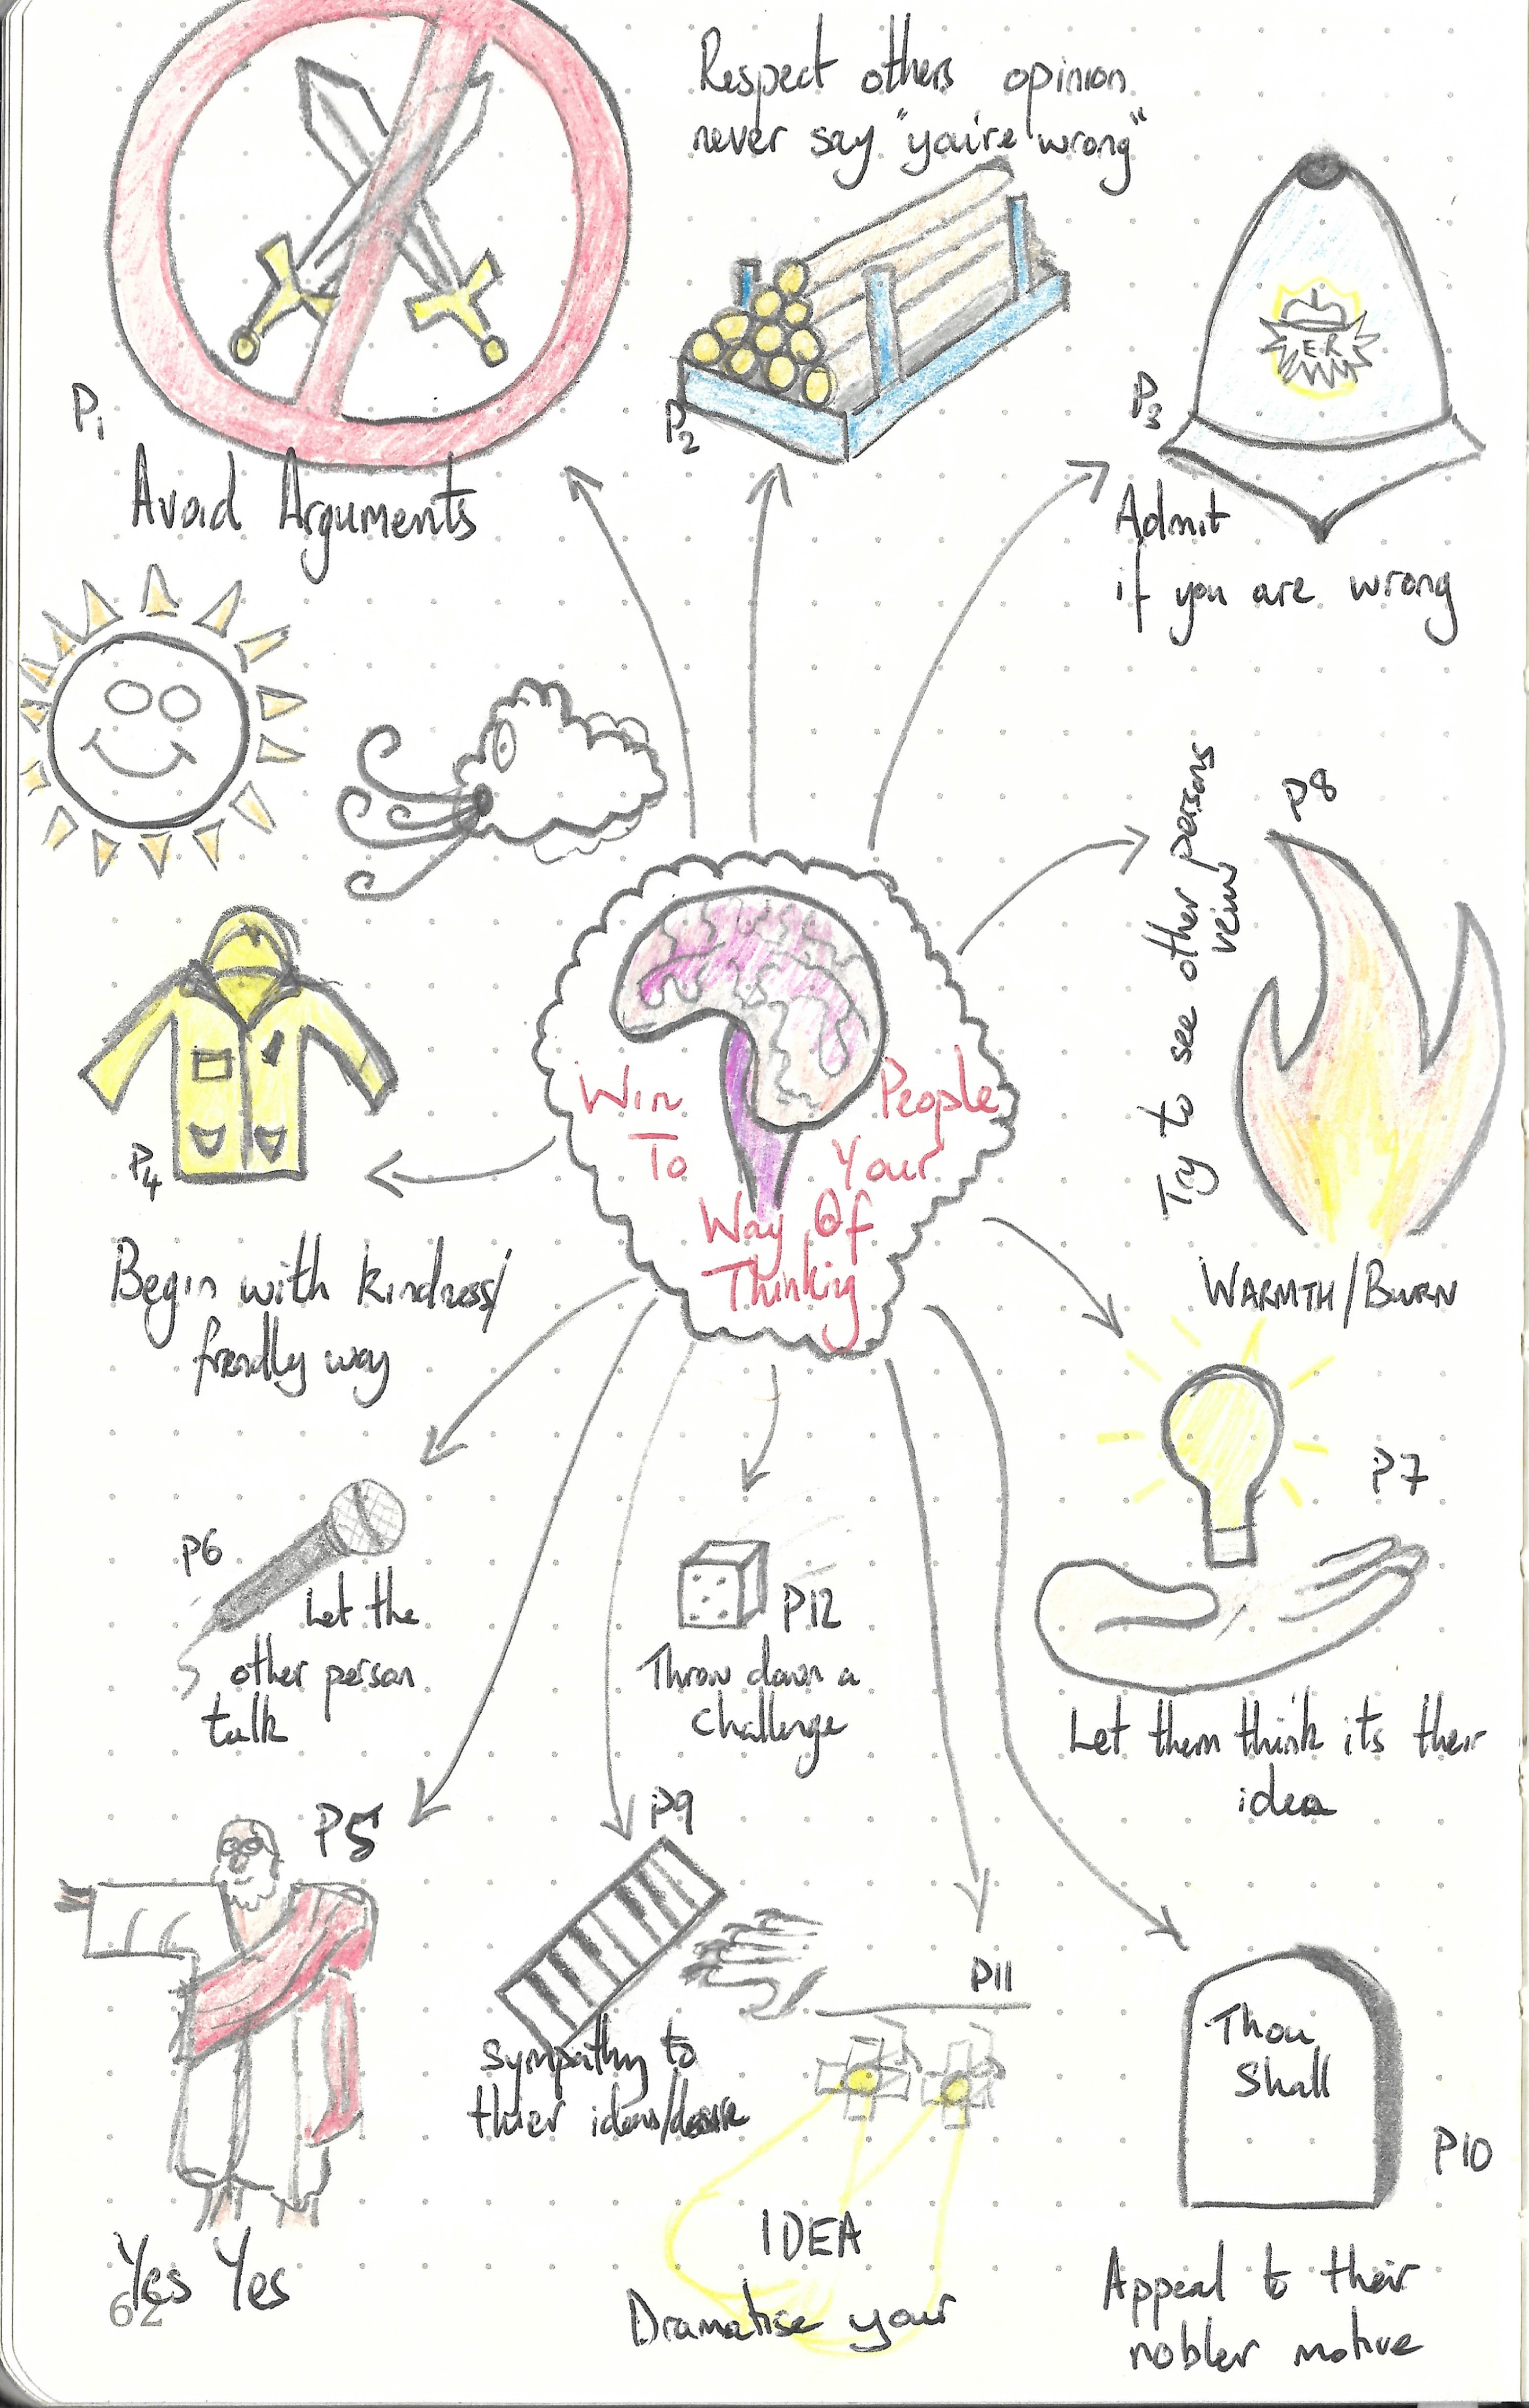 Respect others opinion
never say "you're wrong"
P1
Avoid Arguments
P2
E.R
P3
Admit
if you are wrong
P4
Begin with kindness/
friendly way
Win People
To Your
Way Of
Thinking
P8
Try to see other persons
veiw
WARMTH/BURN
P6
Let the
other person
talk
P12
Throw down a
challenge
P7
Let them think its their
idea
P5
Yes Yes
P9
Sympathy to
thier ideas/desire
P11
IDEA
Dramatise your
Thou
Shall
P10
Appeal to their
nobler motive
62